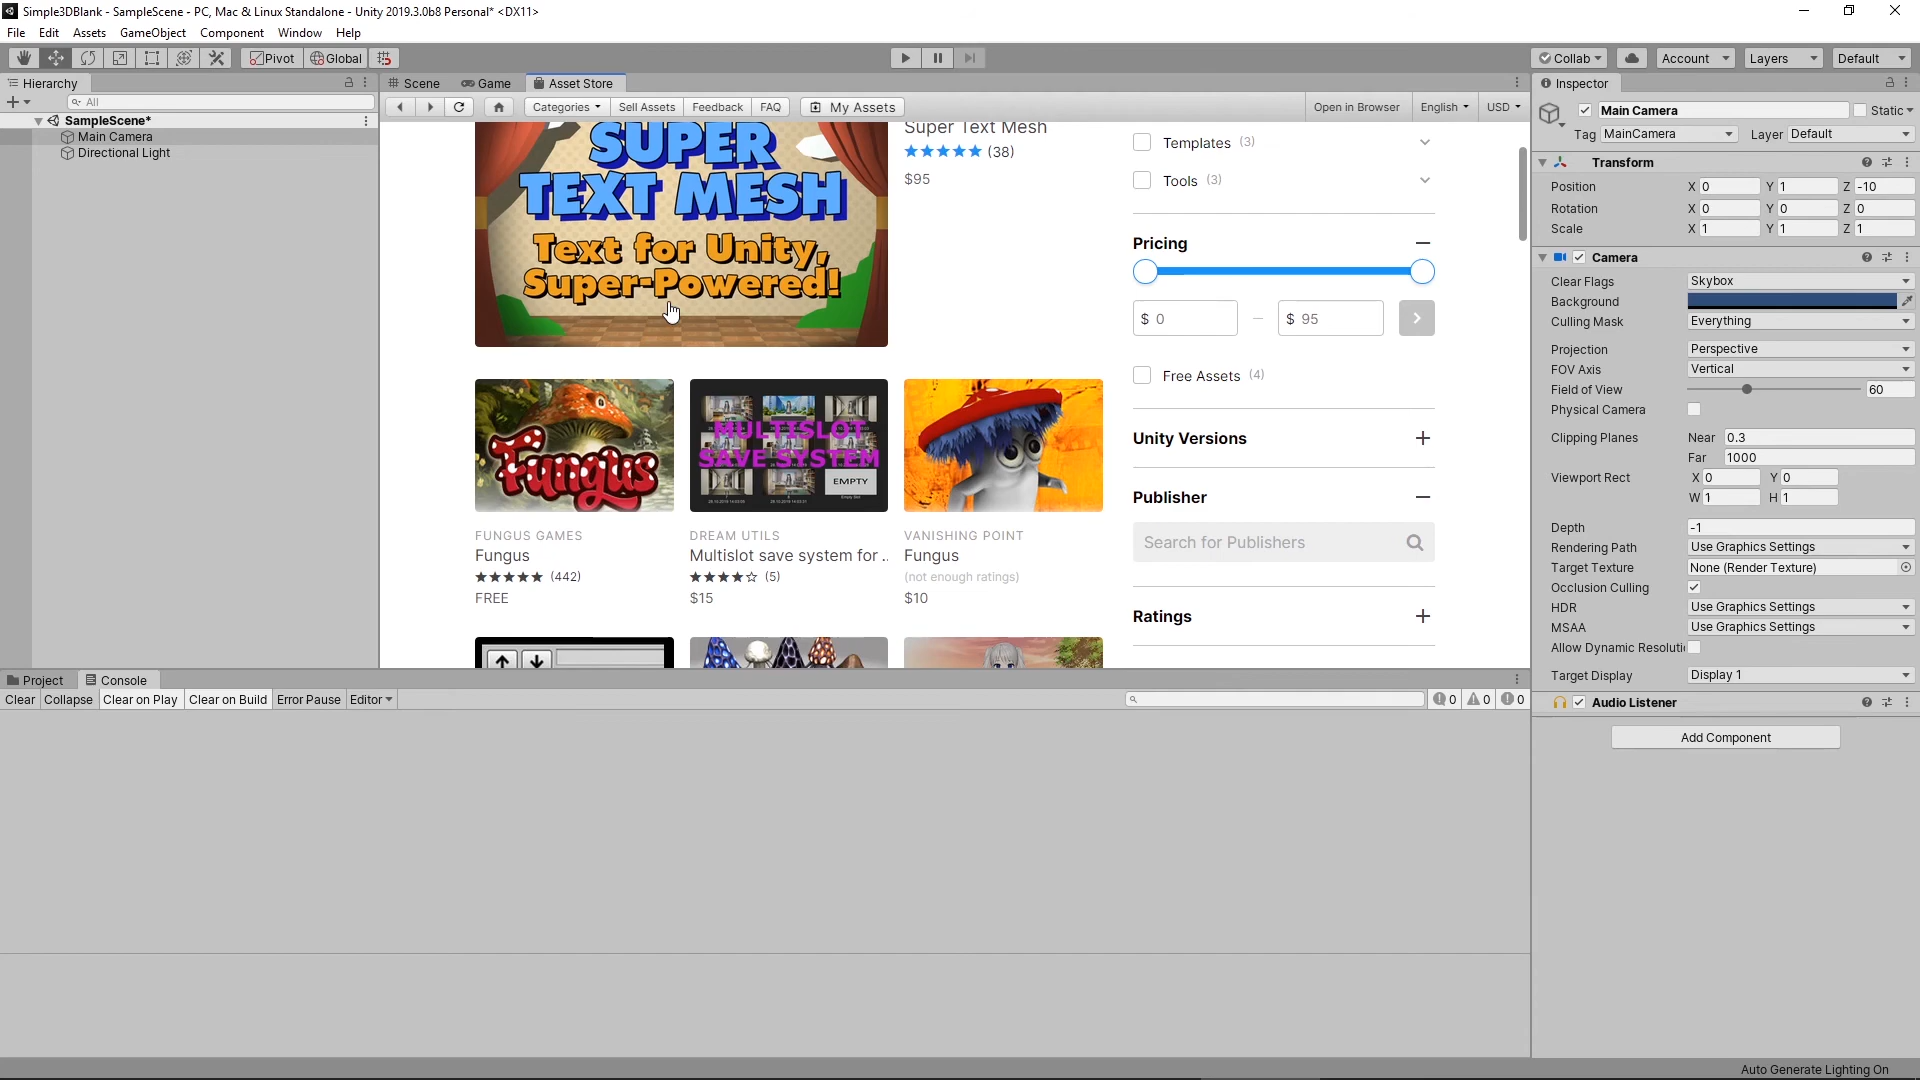 Simple3DBlank - SampleScene - PC, Mac & Linux Standalone - Unity 2019.3.0b8 Personal* <DX11>
File Edit Assets GameObject Component Window Help
Pivot Global Collab Account Layers Default
Hierarchy
All
SampleScene*
Main Camera
Directional Light
Scene Game Asset Store
Categories Sell Assets Feedback FAQ My Assets Open in Browser English USD
SUPER
TEXT MESH
Text for Unity,
Super-Powered!
Super Text Mesh
(38)
$95
FUNGUS GAMES
Fungus
(442)
FREE
Fungus
MULTISLOT
SAVE SYSTEM
EMPTY
DREAM UTILS
Multislot save system for ..
(5)
$15
VANISHING POINT
Fungus
(not enough ratings)
$10
Templates (3)
Tools (3)
Pricing
$ 0 – $ 95
Free Assets (4)
Unity Versions
Publisher
Search for Publishers
Ratings
Inspector
Main Camera Static
Tag MainCamera Layer Default
Transform
Position X 0 Y 1 Z -10
Rotation X 0 Y 0 Z 0
Scale X 1 Y 1 Z 1
Camera
Clear Flags Skybox
Background
Culling Mask Everything
Projection Perspective
FOV Axis Vertical
Field of View 60
Physical Camera
Clipping Planes Near 0.3
Far 1000
Viewport Rect X 0 Y 0
W 1 H 1
Depth -1
Rendering Path Use Graphics Settings
Target Texture None (Render Texture)
Occlusion Culling
HDR Use Graphics Settings
MSAA Use Graphics Settings
Allow Dynamic Resoluti
Target Display Display 1
Audio Listener
Add Component
Project Console
Clear Collapse Clear on Play Clear on Build Error Pause Editor 0 0 0
Auto Generate Lighting On